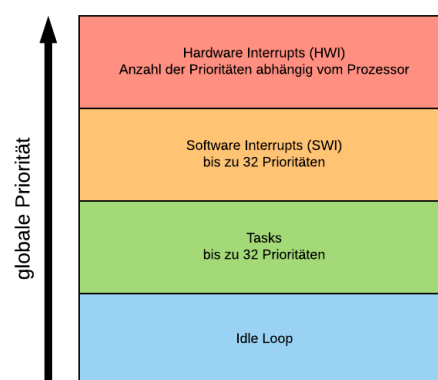 globale Priorität
Hardware Interrupts (HWI)
Anzahl der Prioritäten abhängig vom Prozessor
Software Interrupts (SWI)
bis zu 32 Prioritäten
Tasks
bis zu 32 Prioritäten
Idle Loop